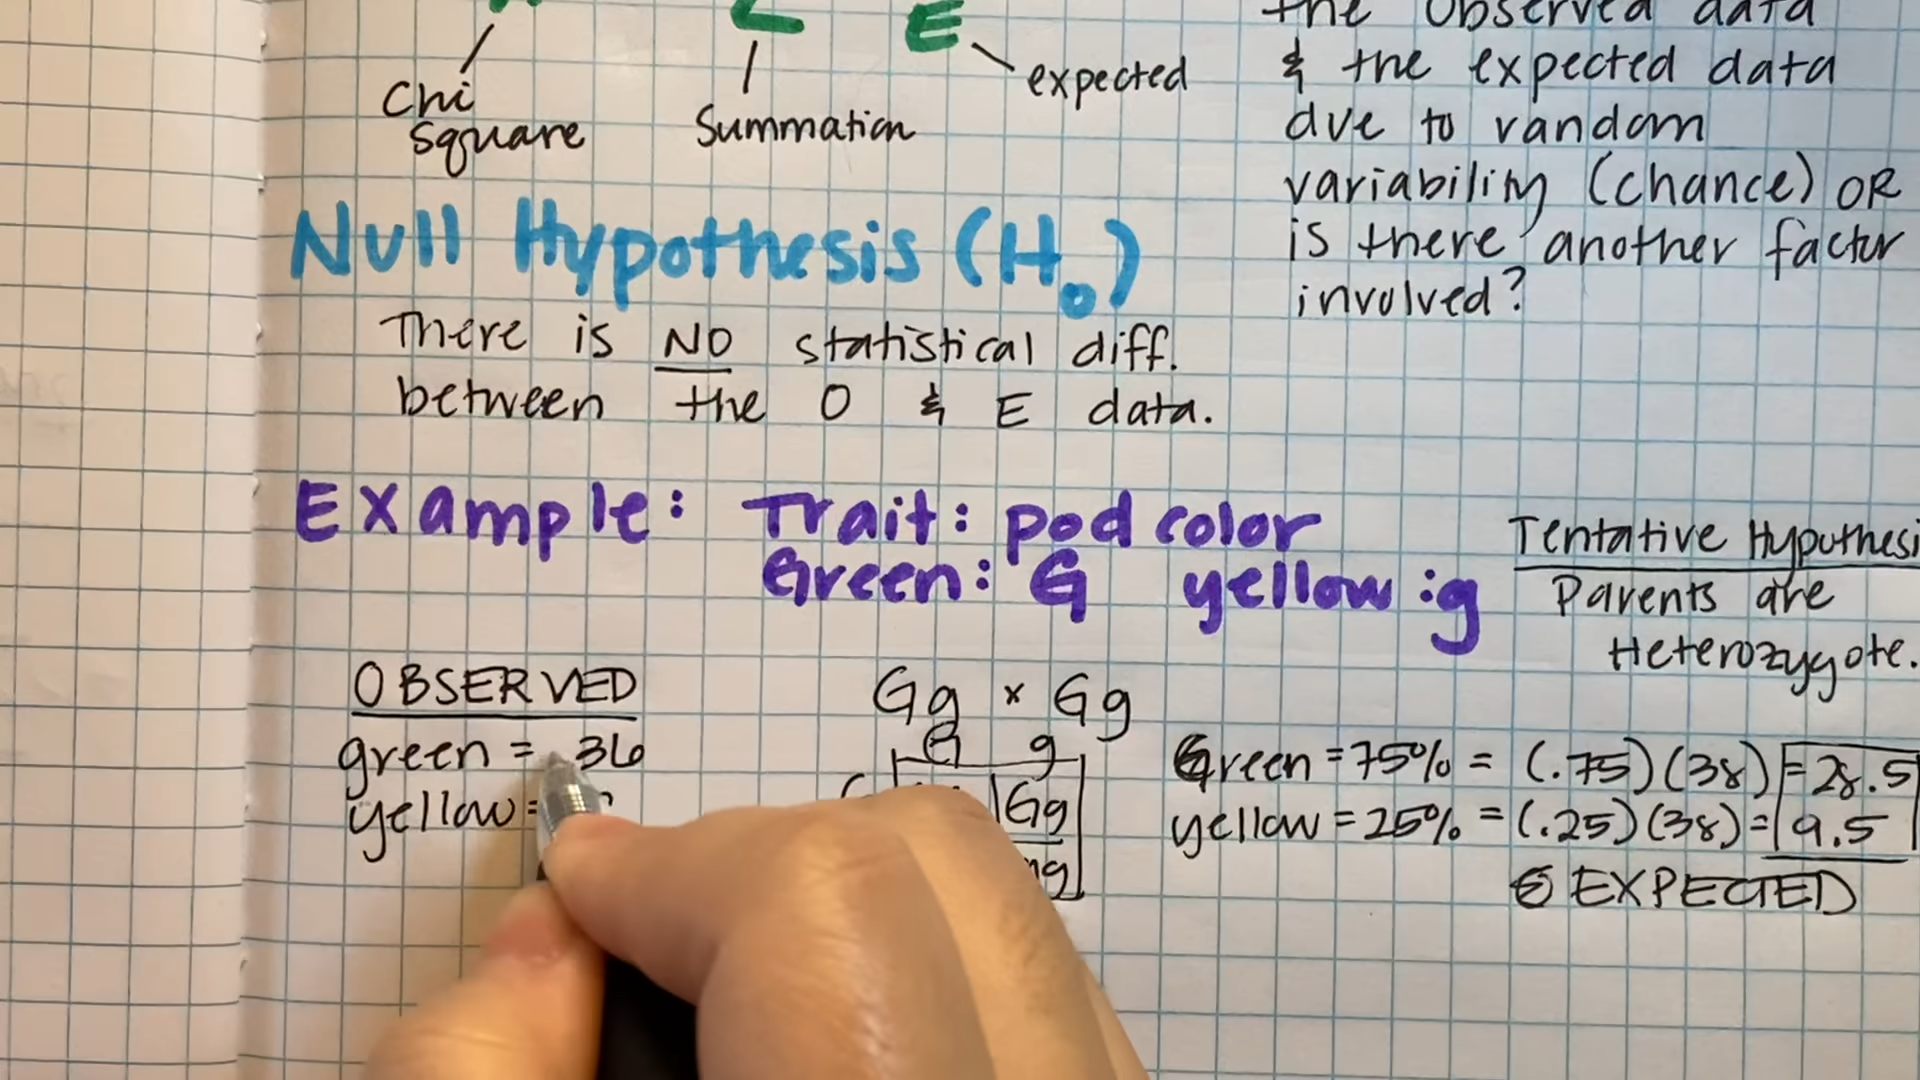 E
expected
Chi
square
Summation
the Observed data
& the expected data
due to random
variability (chance) OR
is there another factor
involved?
Null Hypothesis (H₀)
There is NO statistical diff.
between the O & E data.
Example: Trait: pod color
Green: G yellow: g
Tentative Hypothesi
Parents are
Heterozygote.
OBSERVED
green = 36
yellow =
Gg × Gg
G g
Gg
gg
Green = 75% = (.75)(38) = 28.5
yellow = 25% = (.25)(38) = 9.5
EXPECTED